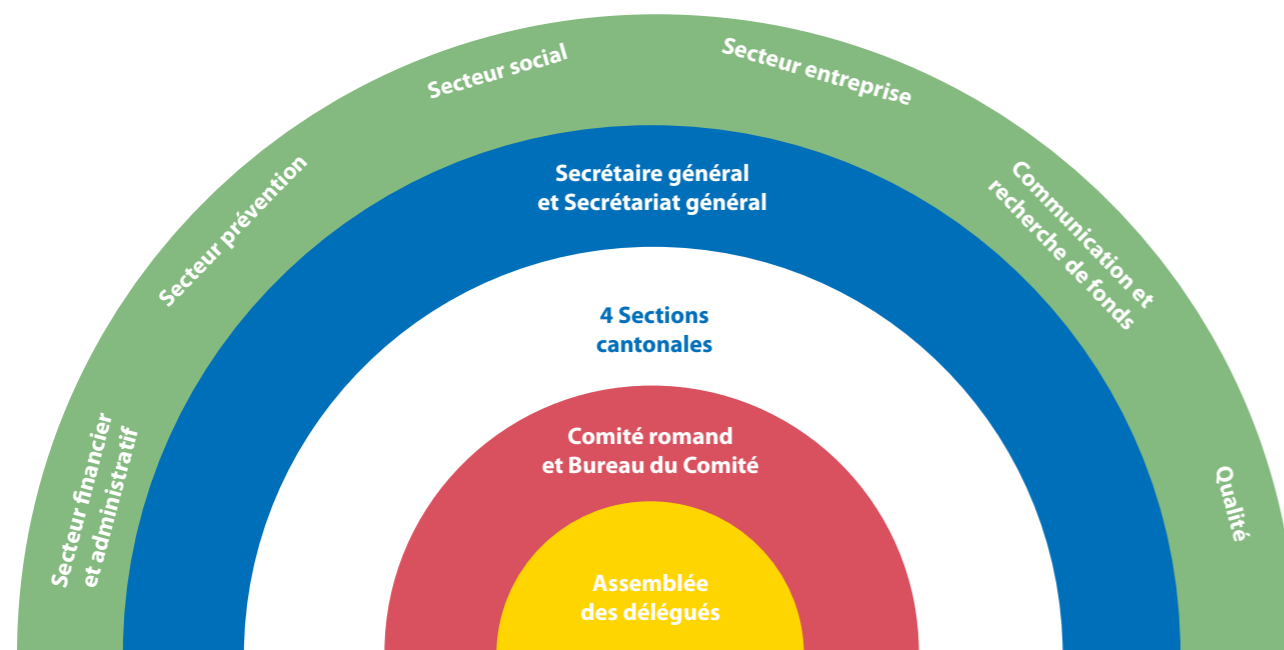 Secteur financier
et administratif
Secteur prévention
Secteur social
Secteur entreprise
Communication et
recherche de fonds
Qualité
Secrétaire général
et Secrétariat général
4 Sections
cantonales
Comité romand
et Bureau du Comité
Assemblée
des délégués